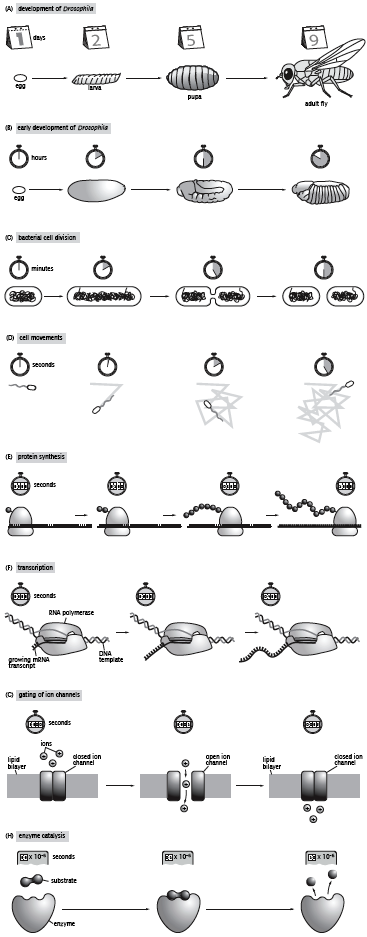 (A) development of Drosophila
1 days 2 5 9
egg
larva
pupa
adult fly
(B) early development of Drosophila
hours
egg
(C) bacterial cell division
minutes
(D) cell movements
seconds
(E) protein synthesis
seconds
(F) transcription
seconds
RNA polymerase
growing mRNA
transcript
DNA
template
(C) gating of ion channels
seconds
ions
lipid
bilayer
closed ion
channel
open ion
channel
lipid
bilayer
closed ion
channel
(H) enzyme catalysis
x 10-6 seconds x 10-6 x 10-6
substrate
enzyme